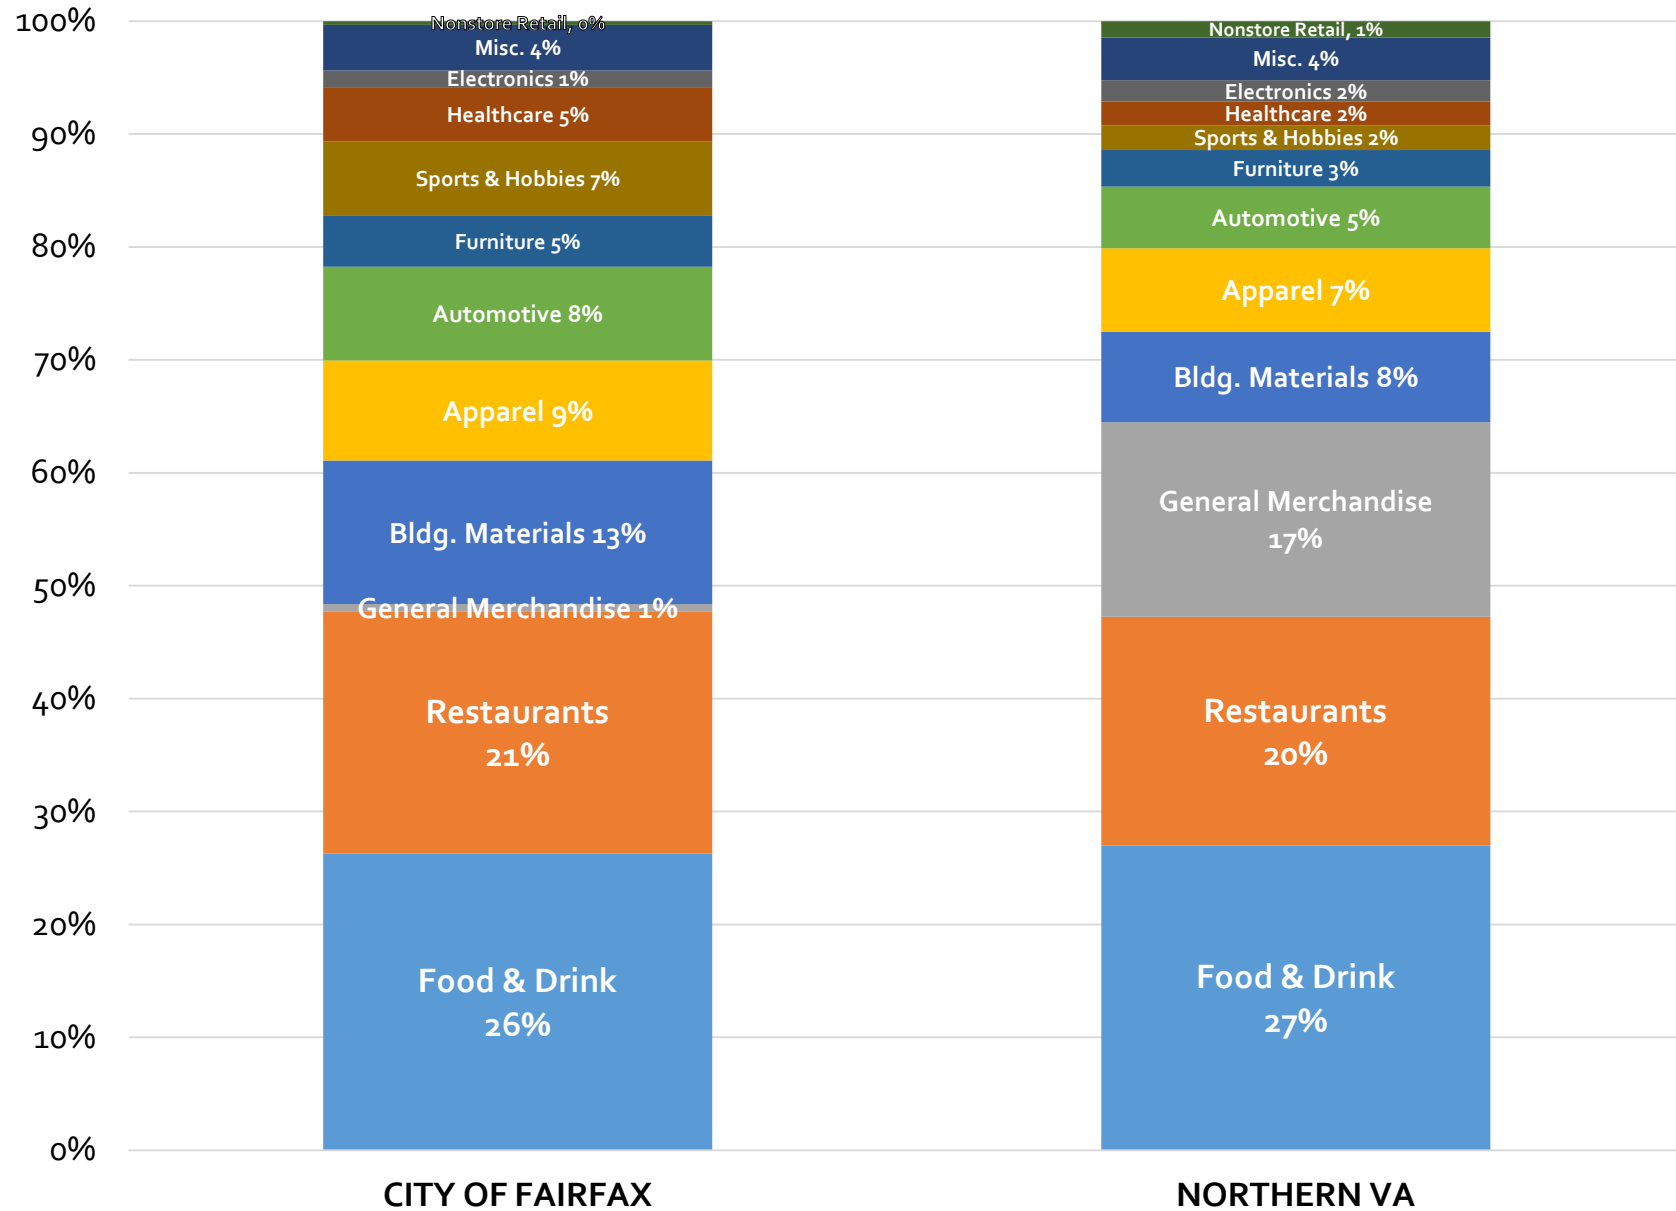 100%
90%
80%
70%
60%
50%
40%
30%
20%
10%
0%
Nonstore Retail, 0%
Misc. 4%
Electronics 1%
Healthcare 5%
Sports & Hobbies 7%
Furniture 5%
Automotive 8%
Apparel 9%
Bldg. Materials 13%
General Merchandise 1%
Restaurants
21%
Food & Drink
26%
CITY OF FAIRFAX
Nonstore Retail, 1%
Misc. 4%
Electronics 2%
Healthcare 2%
Sports & Hobbies 2%
Furniture 3%
Automotive 5%
Apparel 7%
Bldg. Materials 8%
General Merchandise
17%
Restaurants
20%
Food & Drink
27%
NORTHERN VA